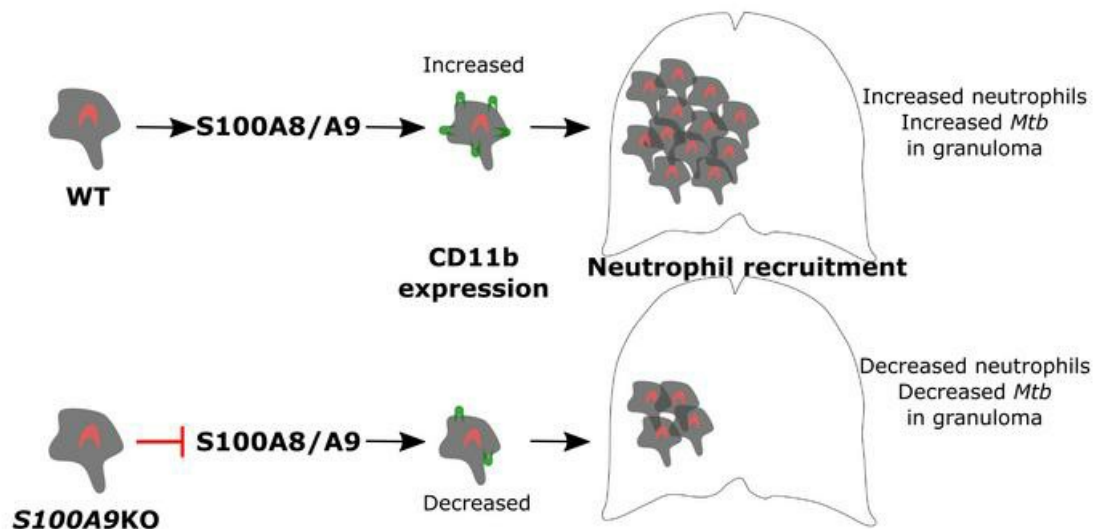 Increased
WT
S100A8/A9
Increased neutrophils
Increased Mtb
in granuloma
CD11b
expression
Neutrophil recruitment
S100A9KO
S100A8/A9
Decreased
Decreased neutrophils
Decreased Mtb
in granuloma